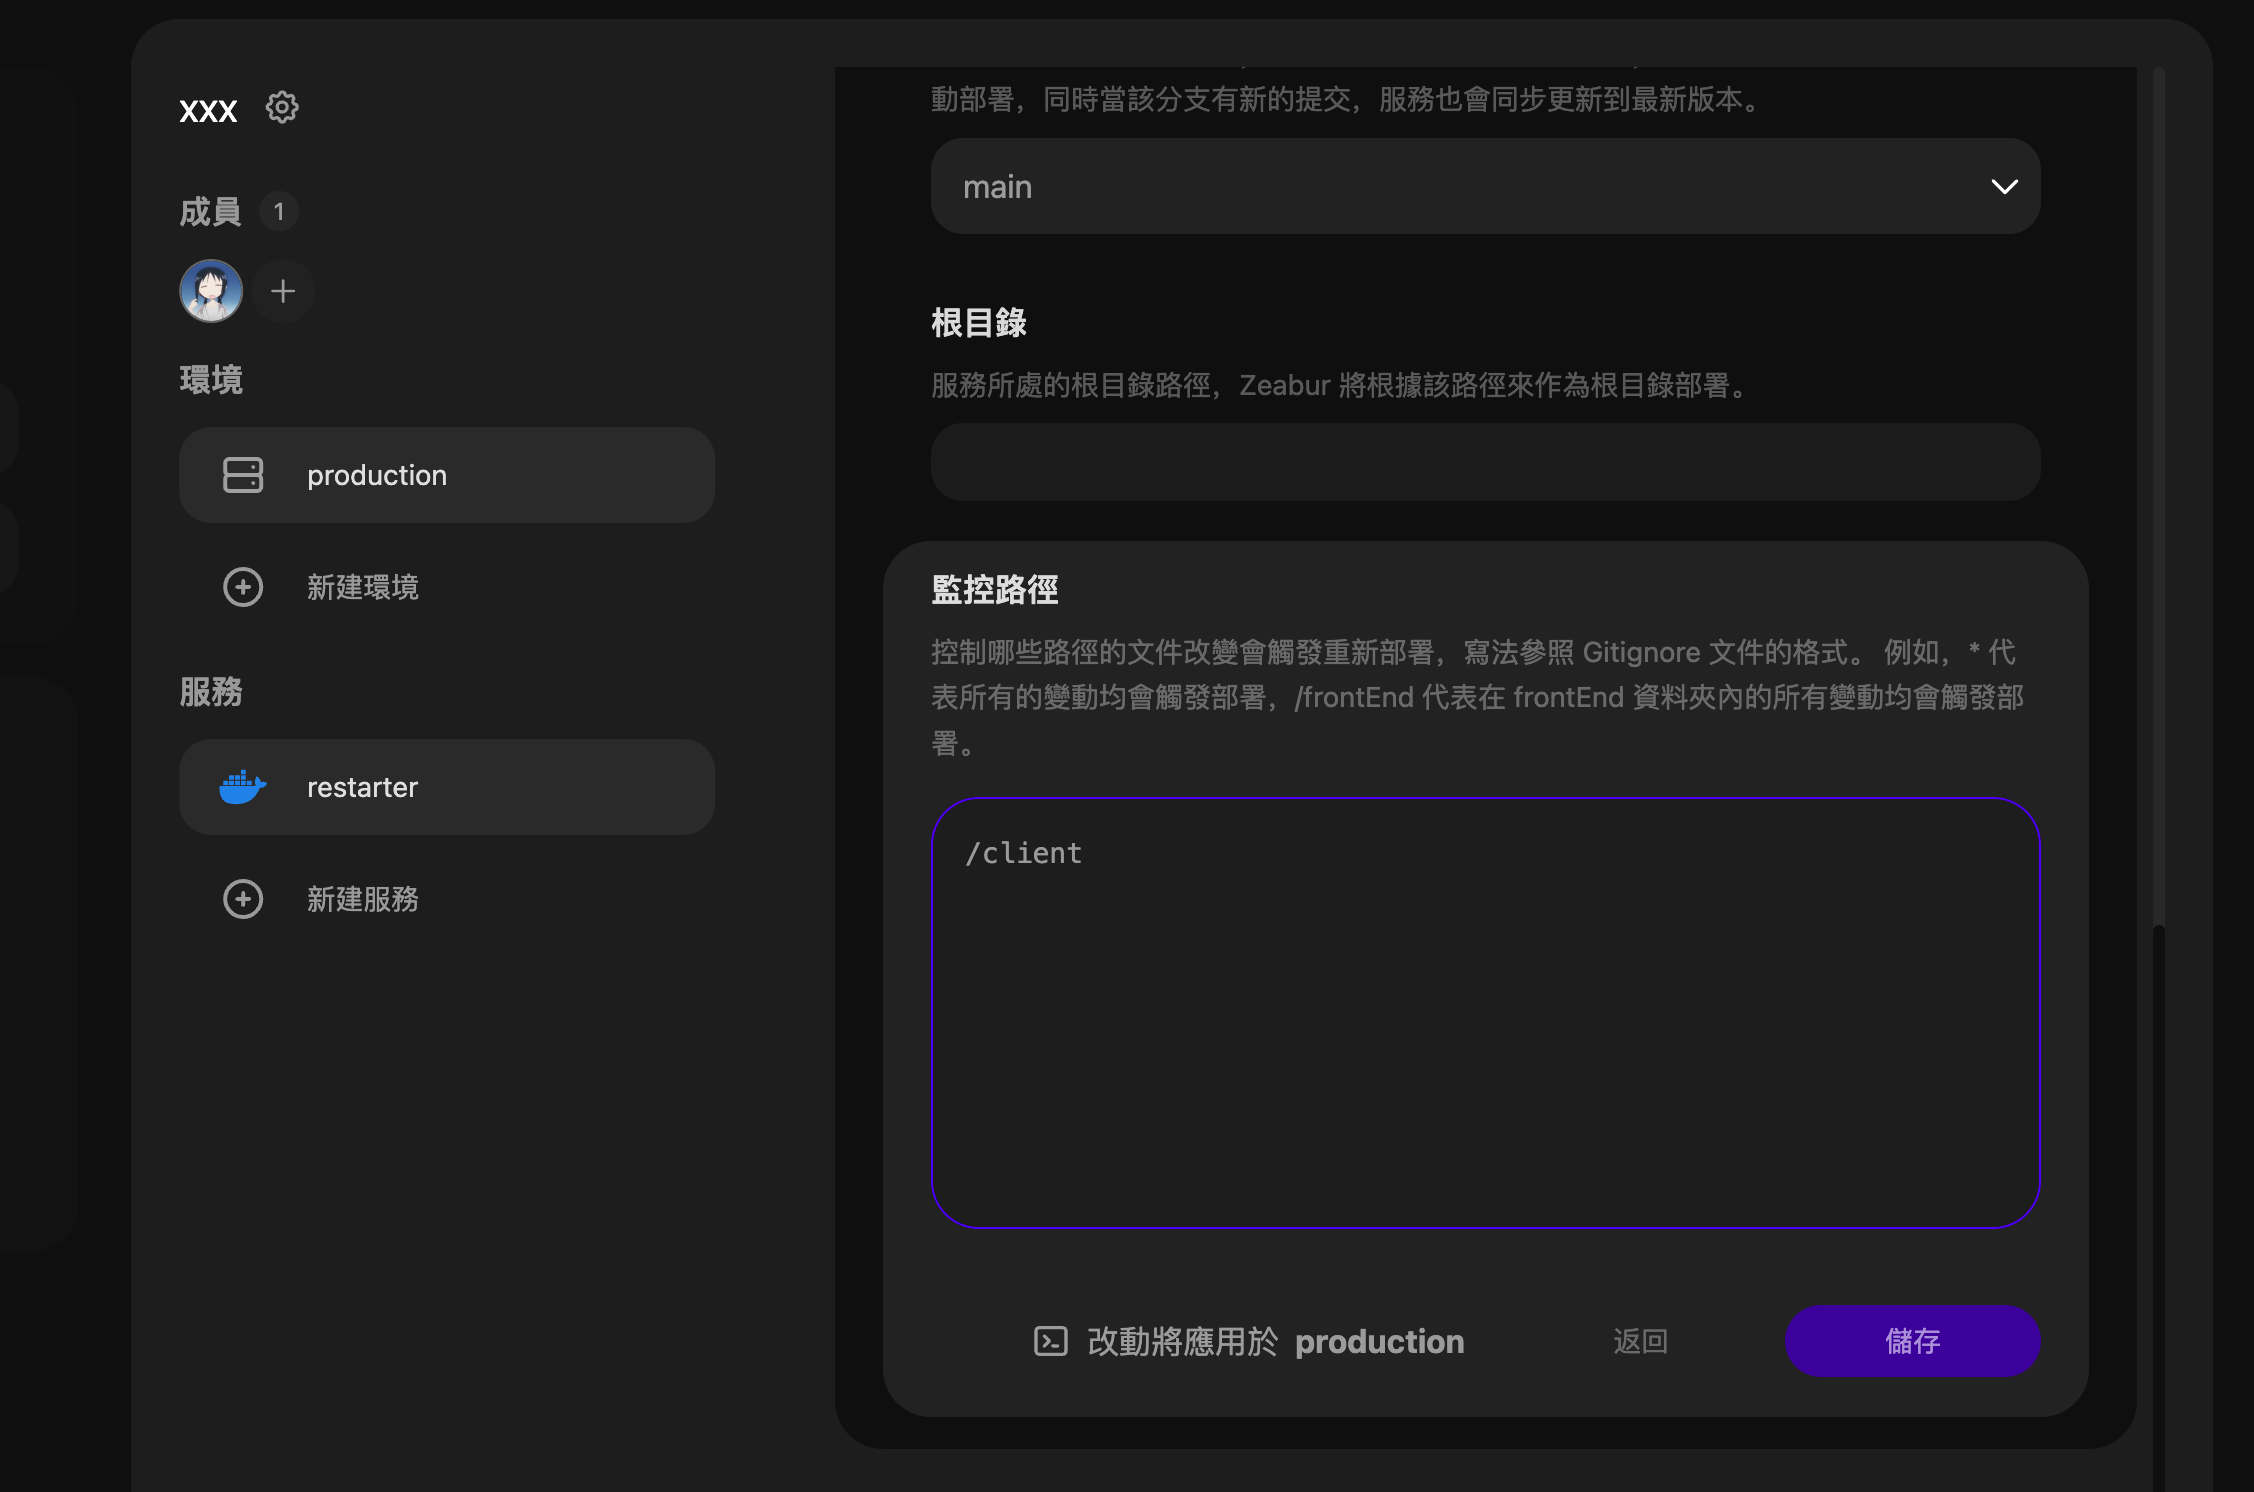 xxx
成員 1
環境
production
新建環境
服務
restarter
新建服務
動部署，同時當該分支有新的提交，服務也會同步更新到最新版本。
main
根目錄
服務所處的根目錄路徑，Zeabur 將根據該路徑來作為根目錄部署。
監控路徑
控制哪些路徑的文件改變會觸發重新部署，寫法參照 Gitignore 文件的格式。 例如，* 代
表所有的變動均會觸發部署，/frontEnd 代表在 frontEnd 資料夾內的所有變動均會觸發部
署。
/client
改動將應用於 production
返回
儲存